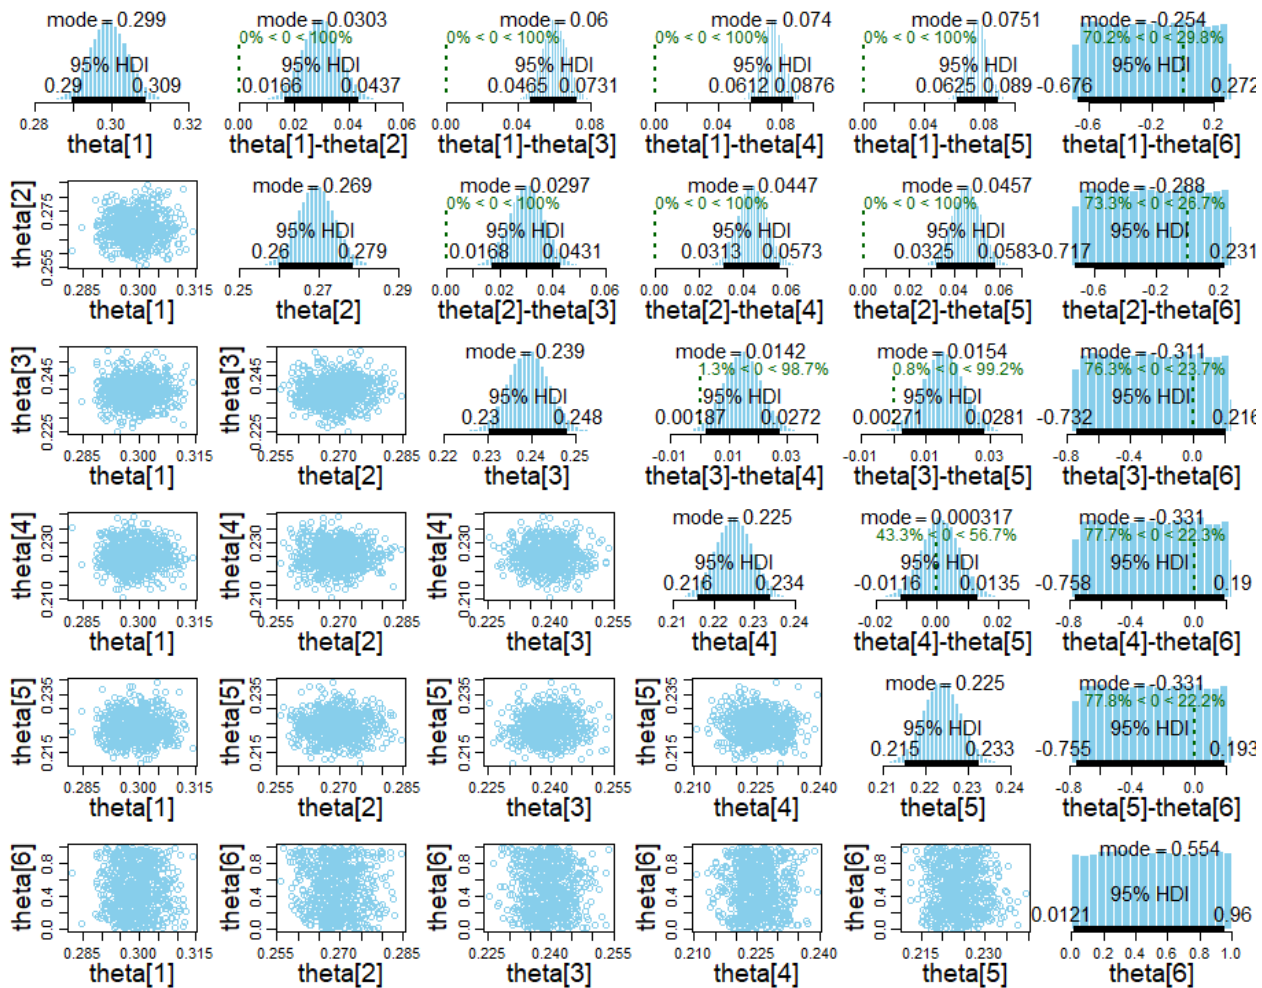 mode = 0.299
95% HDI
0.29 0.309
0.28 0.30 0.32
theta[1]
mode = 0.0303
0% < 0 < 100%
95% HDI
0.0166 0.0437
0.00 0.02 0.04 0.06
theta[1]-theta[2]
mode = 0.06
0% < 0 < 100%
95% HDI
0.0465 0.0731
0.00 0.04 0.08
theta[1]-theta[3]
mode = 0.074
0% < 0 < 100%
95% HDI
0.0612 0.0876
0.00 0.04 0.08
theta[1]-theta[4]
mode = 0.0751
0% < 0 < 100%
95% HDI
0.0625 0.089
0.00 0.04 0.08
theta[1]-theta[5]
mode = -0.254
70.2% < 0 < 29.8%
95% HDI
-0.676 0.272
-0.6 -0.2 0.2
theta[1]-theta[6]
theta[2]
0.255 0.275
0.285 0.300 0.315
theta[1]
mode = 0.269
95% HDI
0.26 0.279
0.25 0.27 0.29
theta[2]
mode = 0.0297
0% < 0 < 100%
95% HDI
0.0168 0.0431
0.00 0.02 0.04 0.06
theta[2]-theta[3]
mode = 0.0447
0% < 0 < 100%
95% HDI
0.0313 0.0573
0.00 0.02 0.04 0.06
theta[2]-theta[4]
mode = 0.0457
0% < 0 < 100%
95% HDI
0.0325 0.0583
0.00 0.02 0.04 0.06
theta[2]-theta[5]
mode = -0.288
73.3% < 0 < 26.7%
95% HDI
-0.717 0.231
-0.6 -0.2 0.2
theta[2]-theta[6]
theta[3]
0.225 0.245
0.285 0.300 0.315
theta[1]
theta[3]
0.225 0.245
0.255 0.270 0.285
theta[2]
mode = 0.239
95% HDI
0.23 0.248
0.22 0.23 0.24 0.25
theta[3]
mode = 0.0142
1.3% < 0 < 98.7%
95% HDI
0.00187 0.0272
-0.01 0.01 0.03
theta[3]-theta[4]
mode = 0.0154
0.8% < 0 < 99.2%
95% HDI
0.00271 0.0281
-0.01 0.01 0.03
theta[3]-theta[5]
mode = -0.311
76.3% < 0 < 23.7%
95% HDI
-0.732 0.216
-0.8 -0.4 0.0
theta[3]-theta[6]
theta[4]
0.210 0.230
0.285 0.300 0.315
theta[1]
theta[4]
0.210 0.230
0.255 0.270 0.285
theta[2]
theta[4]
0.210 0.230
0.225 0.240 0.255
theta[3]
mode = 0.225
95% HDI
0.216 0.234
0.21 0.22 0.23 0.24
theta[4]
mode = 0.000317
43.3% < 0 < 56.7%
95% HDI
-0.0116 0.0135
-0.02 0.00 0.02
theta[4]-theta[5]
mode = -0.331
77.7% < 0 < 22.3%
95% HDI
-0.758 0.19
-0.8 -0.4 0.0
theta[4]-theta[6]
theta[5]
0.215 0.235
0.285 0.300 0.315
theta[1]
theta[5]
0.215 0.235
0.255 0.270 0.285
theta[2]
theta[5]
0.215 0.235
0.225 0.240 0.255
theta[3]
theta[5]
0.215 0.235
0.210 0.220 0.230 0.240
theta[4]
mode = 0.225
95% HDI
0.215 0.233
0.21 0.22 0.23 0.24
theta[5]
mode = -0.331
77.8% < 0 < 22.2%
95% HDI
-0.755 0.193
-0.8 -0.4 0.0
theta[5]-theta[6]
theta[6]
0.0 0.4 0.8
0.285 0.300 0.315
theta[1]
theta[6]
0.0 0.4 0.8
0.255 0.270 0.285
theta[2]
theta[6]
0.0 0.4 0.8
0.225 0.240 0.255
theta[3]
theta[6]
0.0 0.4 0.8
0.210 0.220 0.240
theta[4]
theta[6]
0.0 0.4 0.8
0.215 0.230
theta[5]
mode = 0.554
95% HDI
0.0121 0.96
0.0 0.2 0.4 0.6 0.8 1.0
theta[6]